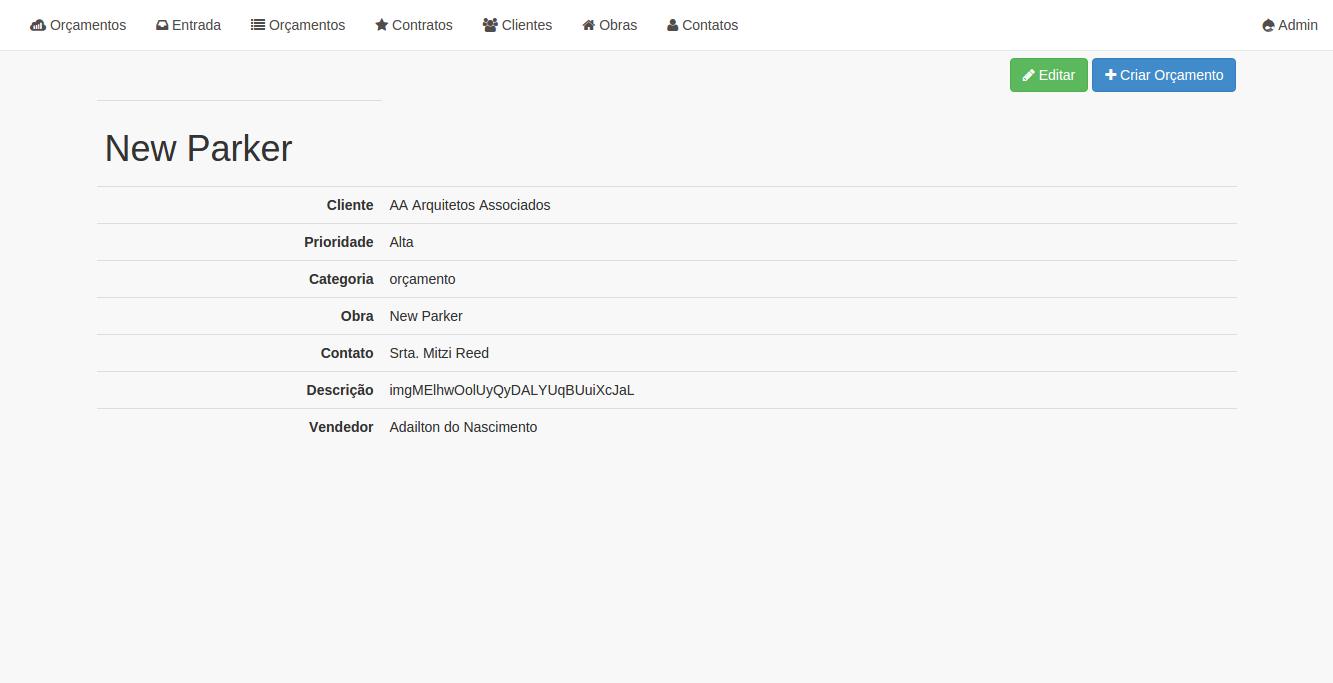 Orçamentos Entrada Orçamentos Contratos Clientes Obras Contatos Admin
Editar Criar Orçamento
New Parker
Cliente AA Arquitetos Associados
Prioridade Alta
Categoria orçamento
Obra New Parker
Contato Srta. Mitzi Reed
Descrição imgMElhwOolUyQyDALYUqBUuiXcJaL
Vendedor Adailton do Nascimento